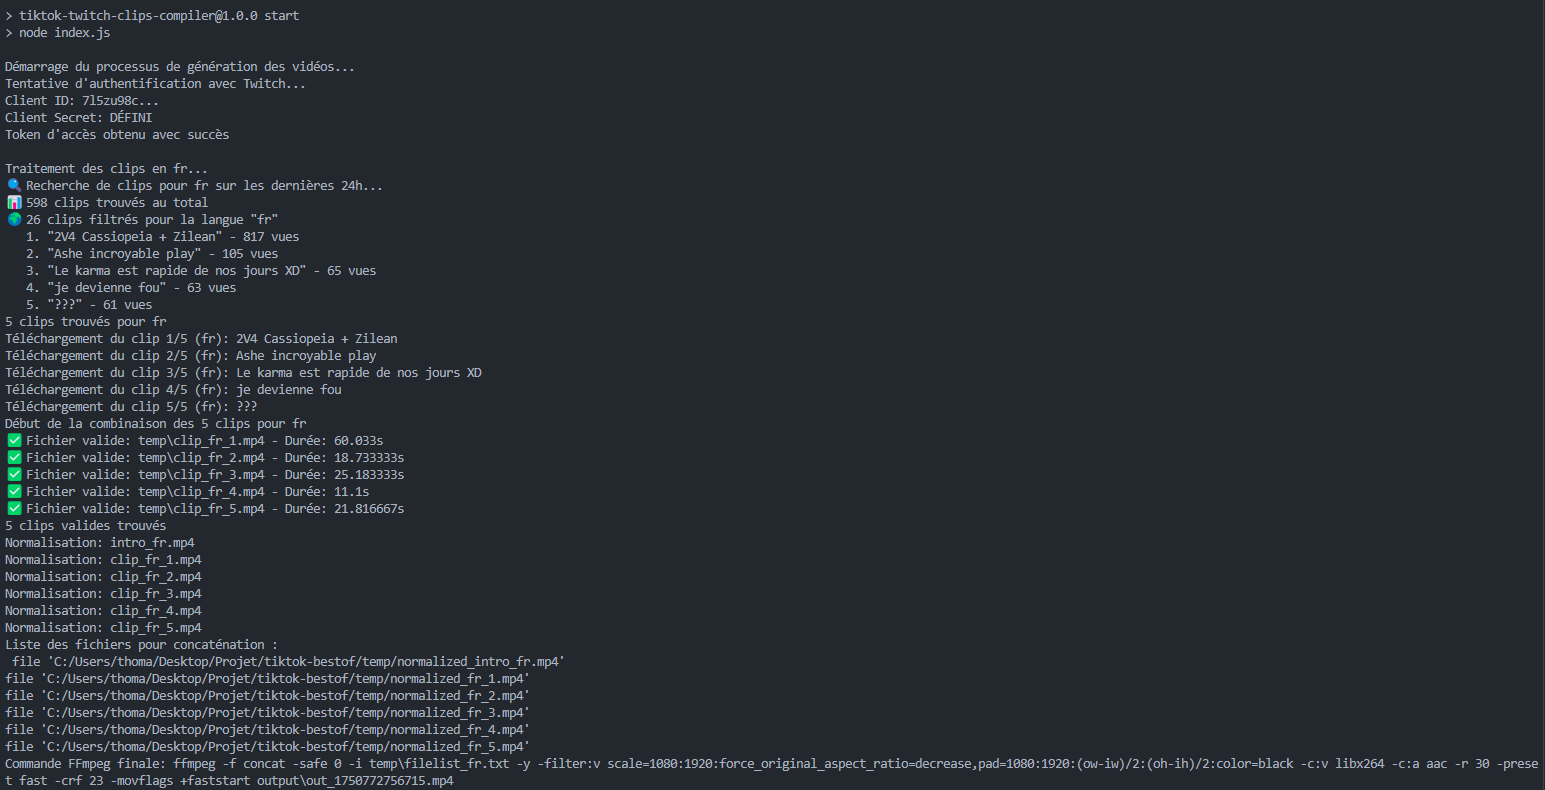 > tiktok-twitch-clips-compiler@1.0.0 start
> node index.js
Démarrage du processus de génération des vidéos...
Tentative d'authentification avec Twitch...
Client ID: 7l5zu98c...
Client Secret: DÉFINI
Token d'accès obtenu avec succès
Traitement des clips en fr...
🔍 Recherche de clips pour fr sur les dernières 24h...
📊 598 clips trouvés au total
🌍 26 clips filtrés pour la langue "fr"
1. "2V4 Cassiopeia + Zilean" - 817 vues
2. "Ashe incroyable play" - 105 vues
3. "Le karma est rapide de nos jours XD" - 65 vues
4. "je devienne fou" - 63 vues
5. "???" - 61 vues
5 clips trouvés pour fr
Téléchargement du clip 1/5 (fr): 2V4 Cassiopeia + Zilean
Téléchargement du clip 2/5 (fr): Ashe incroyable play
Téléchargement du clip 3/5 (fr): Le karma est rapide de nos jours XD
Téléchargement du clip 4/5 (fr): je devienne fou
Téléchargement du clip 5/5 (fr): ???
Début de la combinaison des 5 clips pour fr
✅ Fichier valide: temp\clip_fr_1.mp4 - Durée: 60.033s
✅ Fichier valide: temp\clip_fr_2.mp4 - Durée: 18.733333s
✅ Fichier valide: temp\clip_fr_3.mp4 - Durée: 25.183333s
✅ Fichier valide: temp\clip_fr_4.mp4 - Durée: 11.1s
✅ Fichier valide: temp\clip_fr_5.mp4 - Durée: 21.816667s
5 clips valides trouvés
Normalisation: intro_fr.mp4
Normalisation: clip_fr_1.mp4
Normalisation: clip_fr_2.mp4
Normalisation: clip_fr_3.mp4
Normalisation: clip_fr_4.mp4
Normalisation: clip_fr_5.mp4
Liste des fichiers pour concaténation :
file 'C:/Users/thoma/Desktop/Projet/tiktok-bestof/temp/normalized_intro_fr.mp4'
file 'C:/Users/thoma/Desktop/Projet/tiktok-bestof/temp/normalized_fr_1.mp4'
file 'C:/Users/thoma/Desktop/Projet/tiktok-bestof/temp/normalized_fr_2.mp4'
file 'C:/Users/thoma/Desktop/Projet/tiktok-bestof/temp/normalized_fr_3.mp4'
file 'C:/Users/thoma/Desktop/Projet/tiktok-bestof/temp/normalized_fr_4.mp4'
file 'C:/Users/thoma/Desktop/Projet/tiktok-bestof/temp/normalized_fr_5.mp4'
Commande FFmpeg finale: ffmpeg -f concat -safe 0 -i temp\filelist_fr.txt -y -filter:v scale=1080:1920:force_original_aspect_ratio=decrease,pad=1080:1920:(ow-iw)/2:(oh-ih)/2:color=black -c:v libx264 -c:a aac -r 30 -prese
t fast -crf 23 -movflags +faststart output\out_1750772756715.mp4